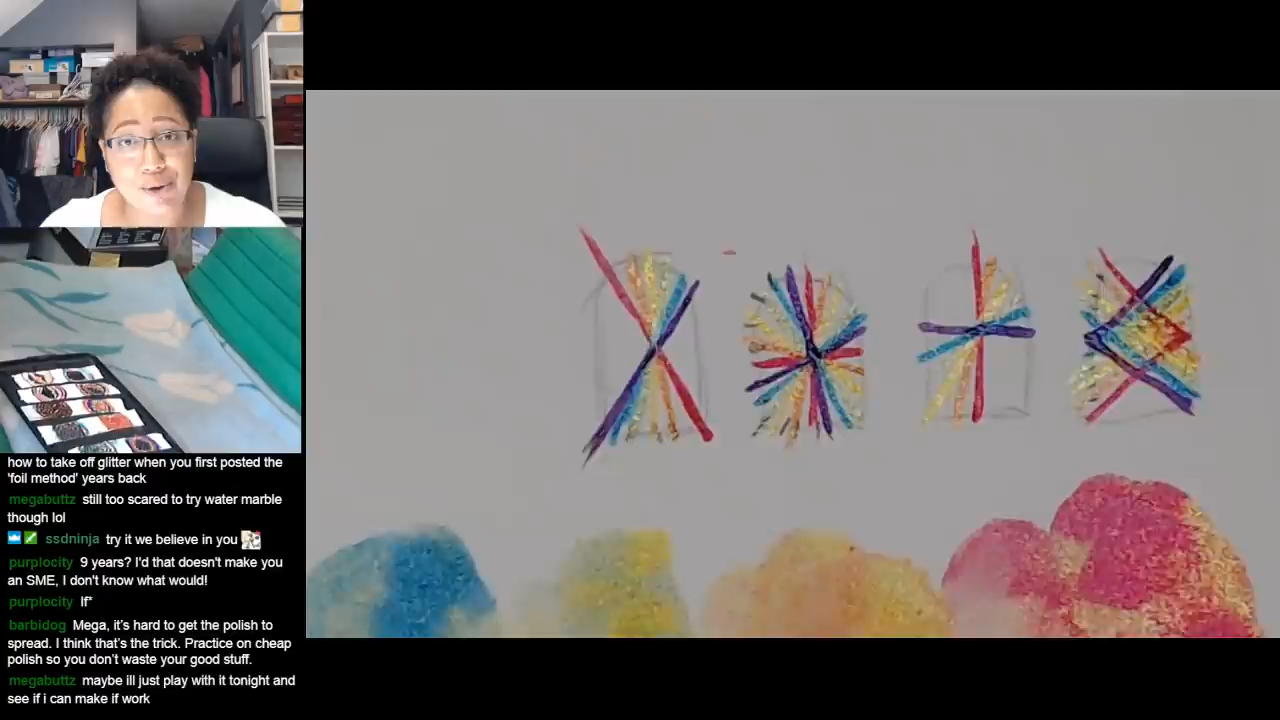 how to take off glitter when you first posted the
'foil method' years back
megabuttz still too scared to try water marble
though lol
ssdninja try it we believe in you
purplocity 9 years? I'd that doesn't make you
an SME, I don't know what would!
purplocity If*
barbidog Mega, it's hard to get the polish to
spread. I think that's the trick. Practice on cheap
polish so you don't waste your good stuff.
megabuttz maybe ill just play with it tonight and
see if i can make if work